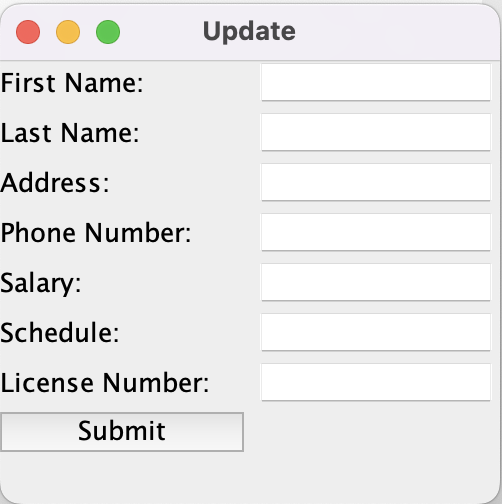 Update
First Name:
Last Name:
Address:
Phone Number:
Salary:
Schedule:
License Number:
Submit